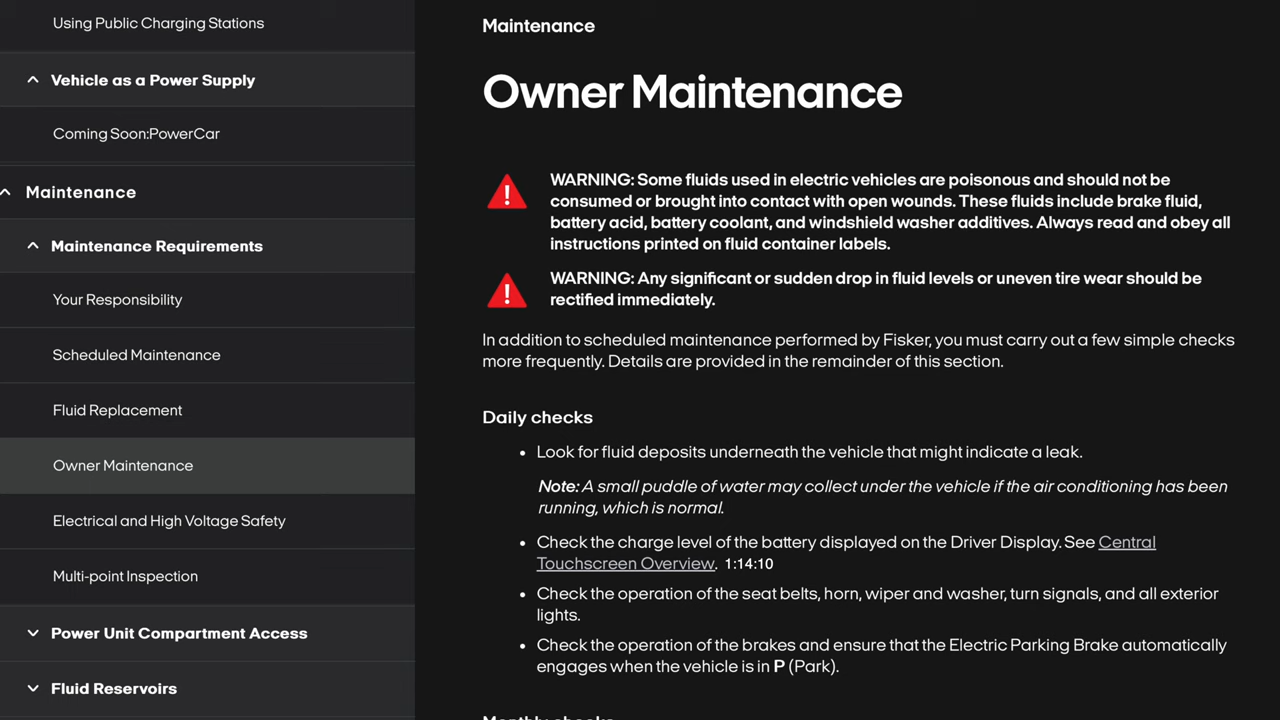 Using Public Charging Stations
Vehicle as a Power Supply
Coming Soon:PowerCar
Maintenance
Maintenance Requirements
Your Responsibility
Scheduled Maintenance
Fluid Replacement
Owner Maintenance
Electrical and High Voltage Safety
Multi-point Inspection
Power Unit Compartment Access
Fluid Reservoirs
Maintenance
Owner Maintenance
WARNING: Some fluids used in electric vehicles are poisonous and should not be
consumed or brought into contact with open wounds. These fluids include brake fluid,
battery acid, battery coolant, and windshield washer additives. Always read and obey all
instructions printed on fluid container labels.
WARNING: Any significant or sudden drop in fluid levels or uneven tire wear should be
rectified immediately.
In addition to scheduled maintenance performed by Fisker, you must carry out a few simple checks
more frequently. Details are provided in the remainder of this section.
Daily checks
• Look for fluid deposits underneath the vehicle that might indicate a leak.
Note: A small puddle of water may collect under the vehicle if the air conditioning has been
running, which is normal.
• Check the charge level of the battery displayed on the Driver Display. See Central
Touchscreen Overview. 1:14:10
• Check the operation of the seat belts, horn, wiper and washer, turn signals, and all exterior
lights.
• Check the operation of the brakes and ensure that the Electric Parking Brake automatically
engages when the vehicle is in P (Park).
Monthly checks